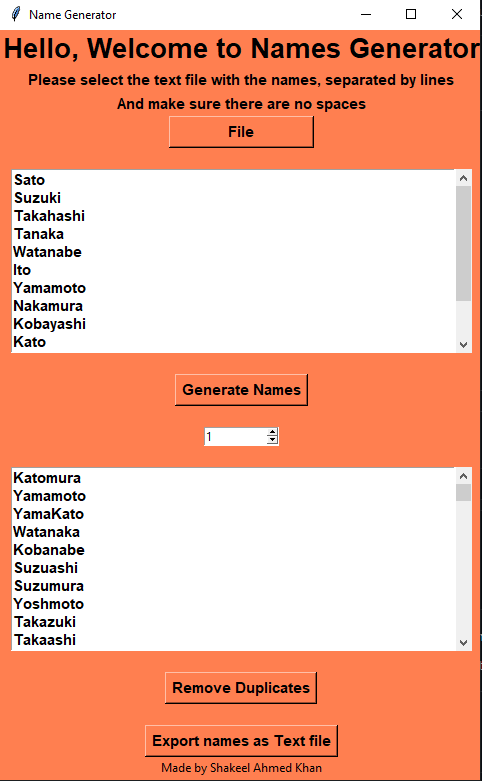 Name Generator
Hello, Welcome to Names Generator
Please select the text file with the names, separated by lines
And make sure there are no spaces
File
Sato
Suzuki
Takahashi
Tanaka
Watanabe
Ito
Yamamoto
Nakamura
Kobayashi
Kato
Generate Names
1
Katomura
Yamamoto
YamaKato
Watanaka
Kobanabe
Suzuashi
Suzumura
Yoshmoto
Takazuki
Takaashi
Remove Duplicates
Export names as Text file
Made by Shakeel Ahmed Khan